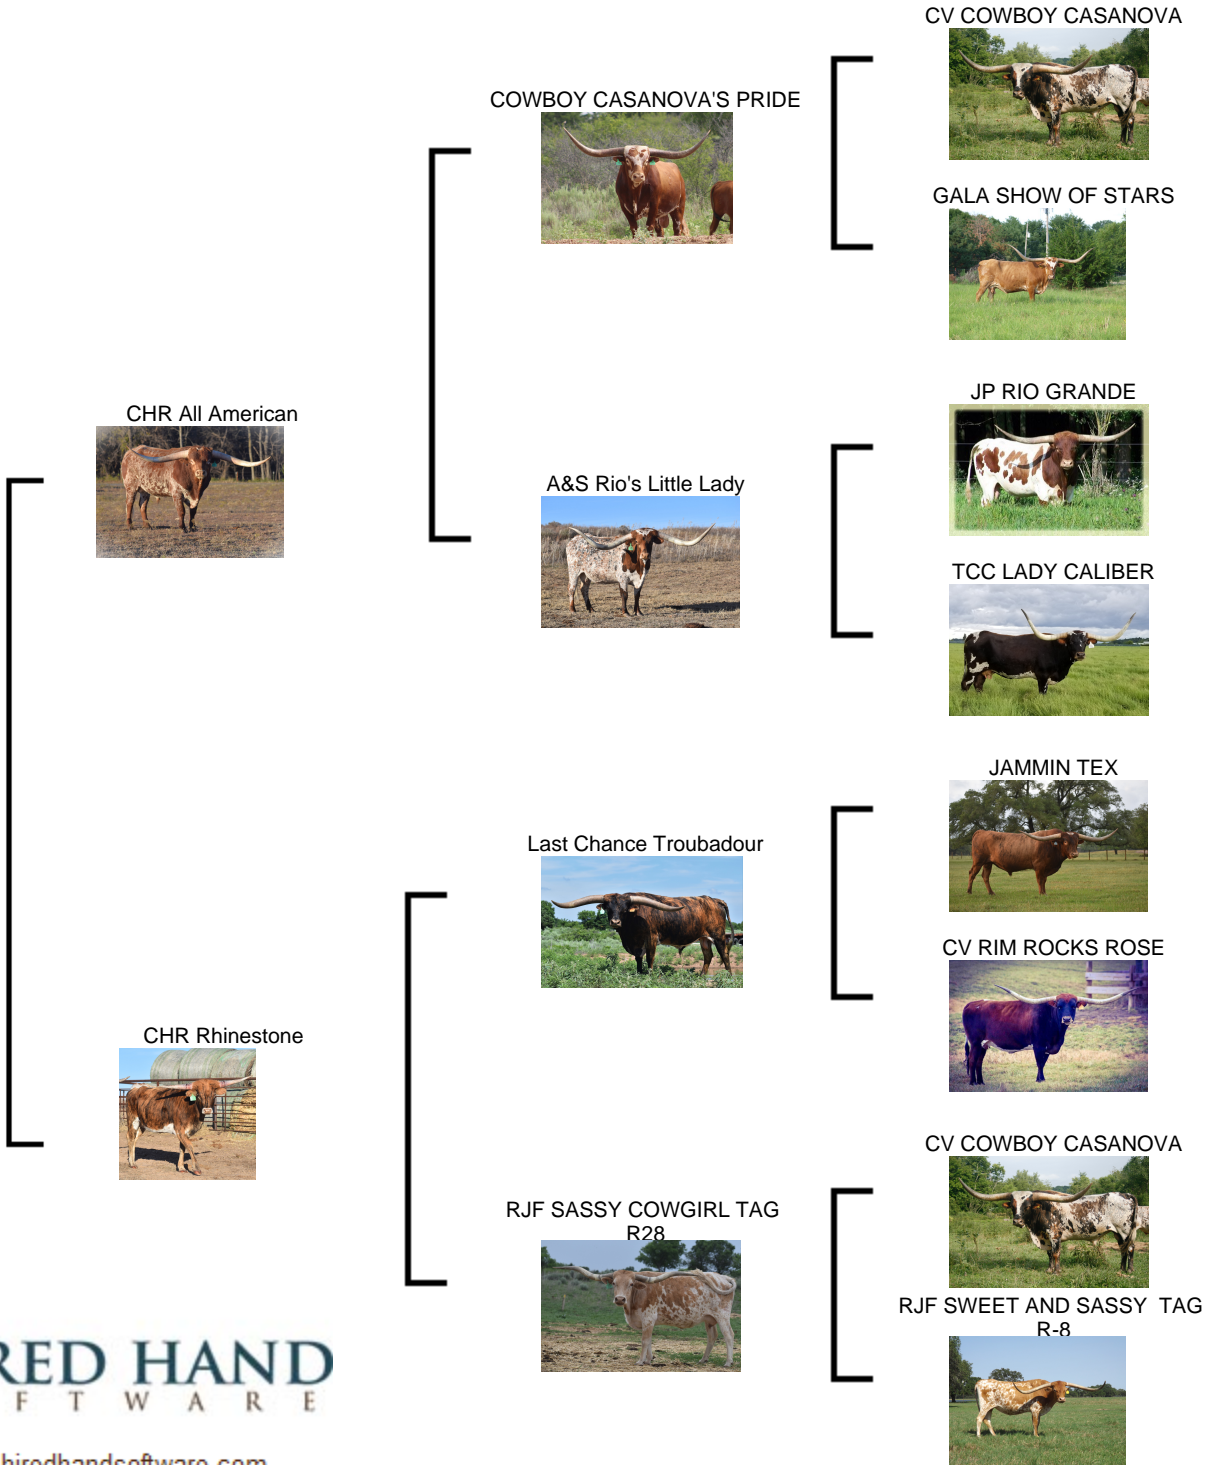 CV COWBOY CASANOVA
COWBOY CASANOVA'S PRIDE
GALA SHOW OF STARS
JP RIO GRANDE
CHR All American
A&S Rio's Little Lady
TCC LADY CALIBER
JAMMIN TEX
Last Chance Troubadour
CV RIM ROCKS ROSE
CHR Rhinestone
CV COWBOY CASANOVA
RJF SASSY COWGIRL TAG
R28
RJF SWEET AND SASSY  TAG
R-8
RED HAND
F T W A R E
hiredhandsoftware.com